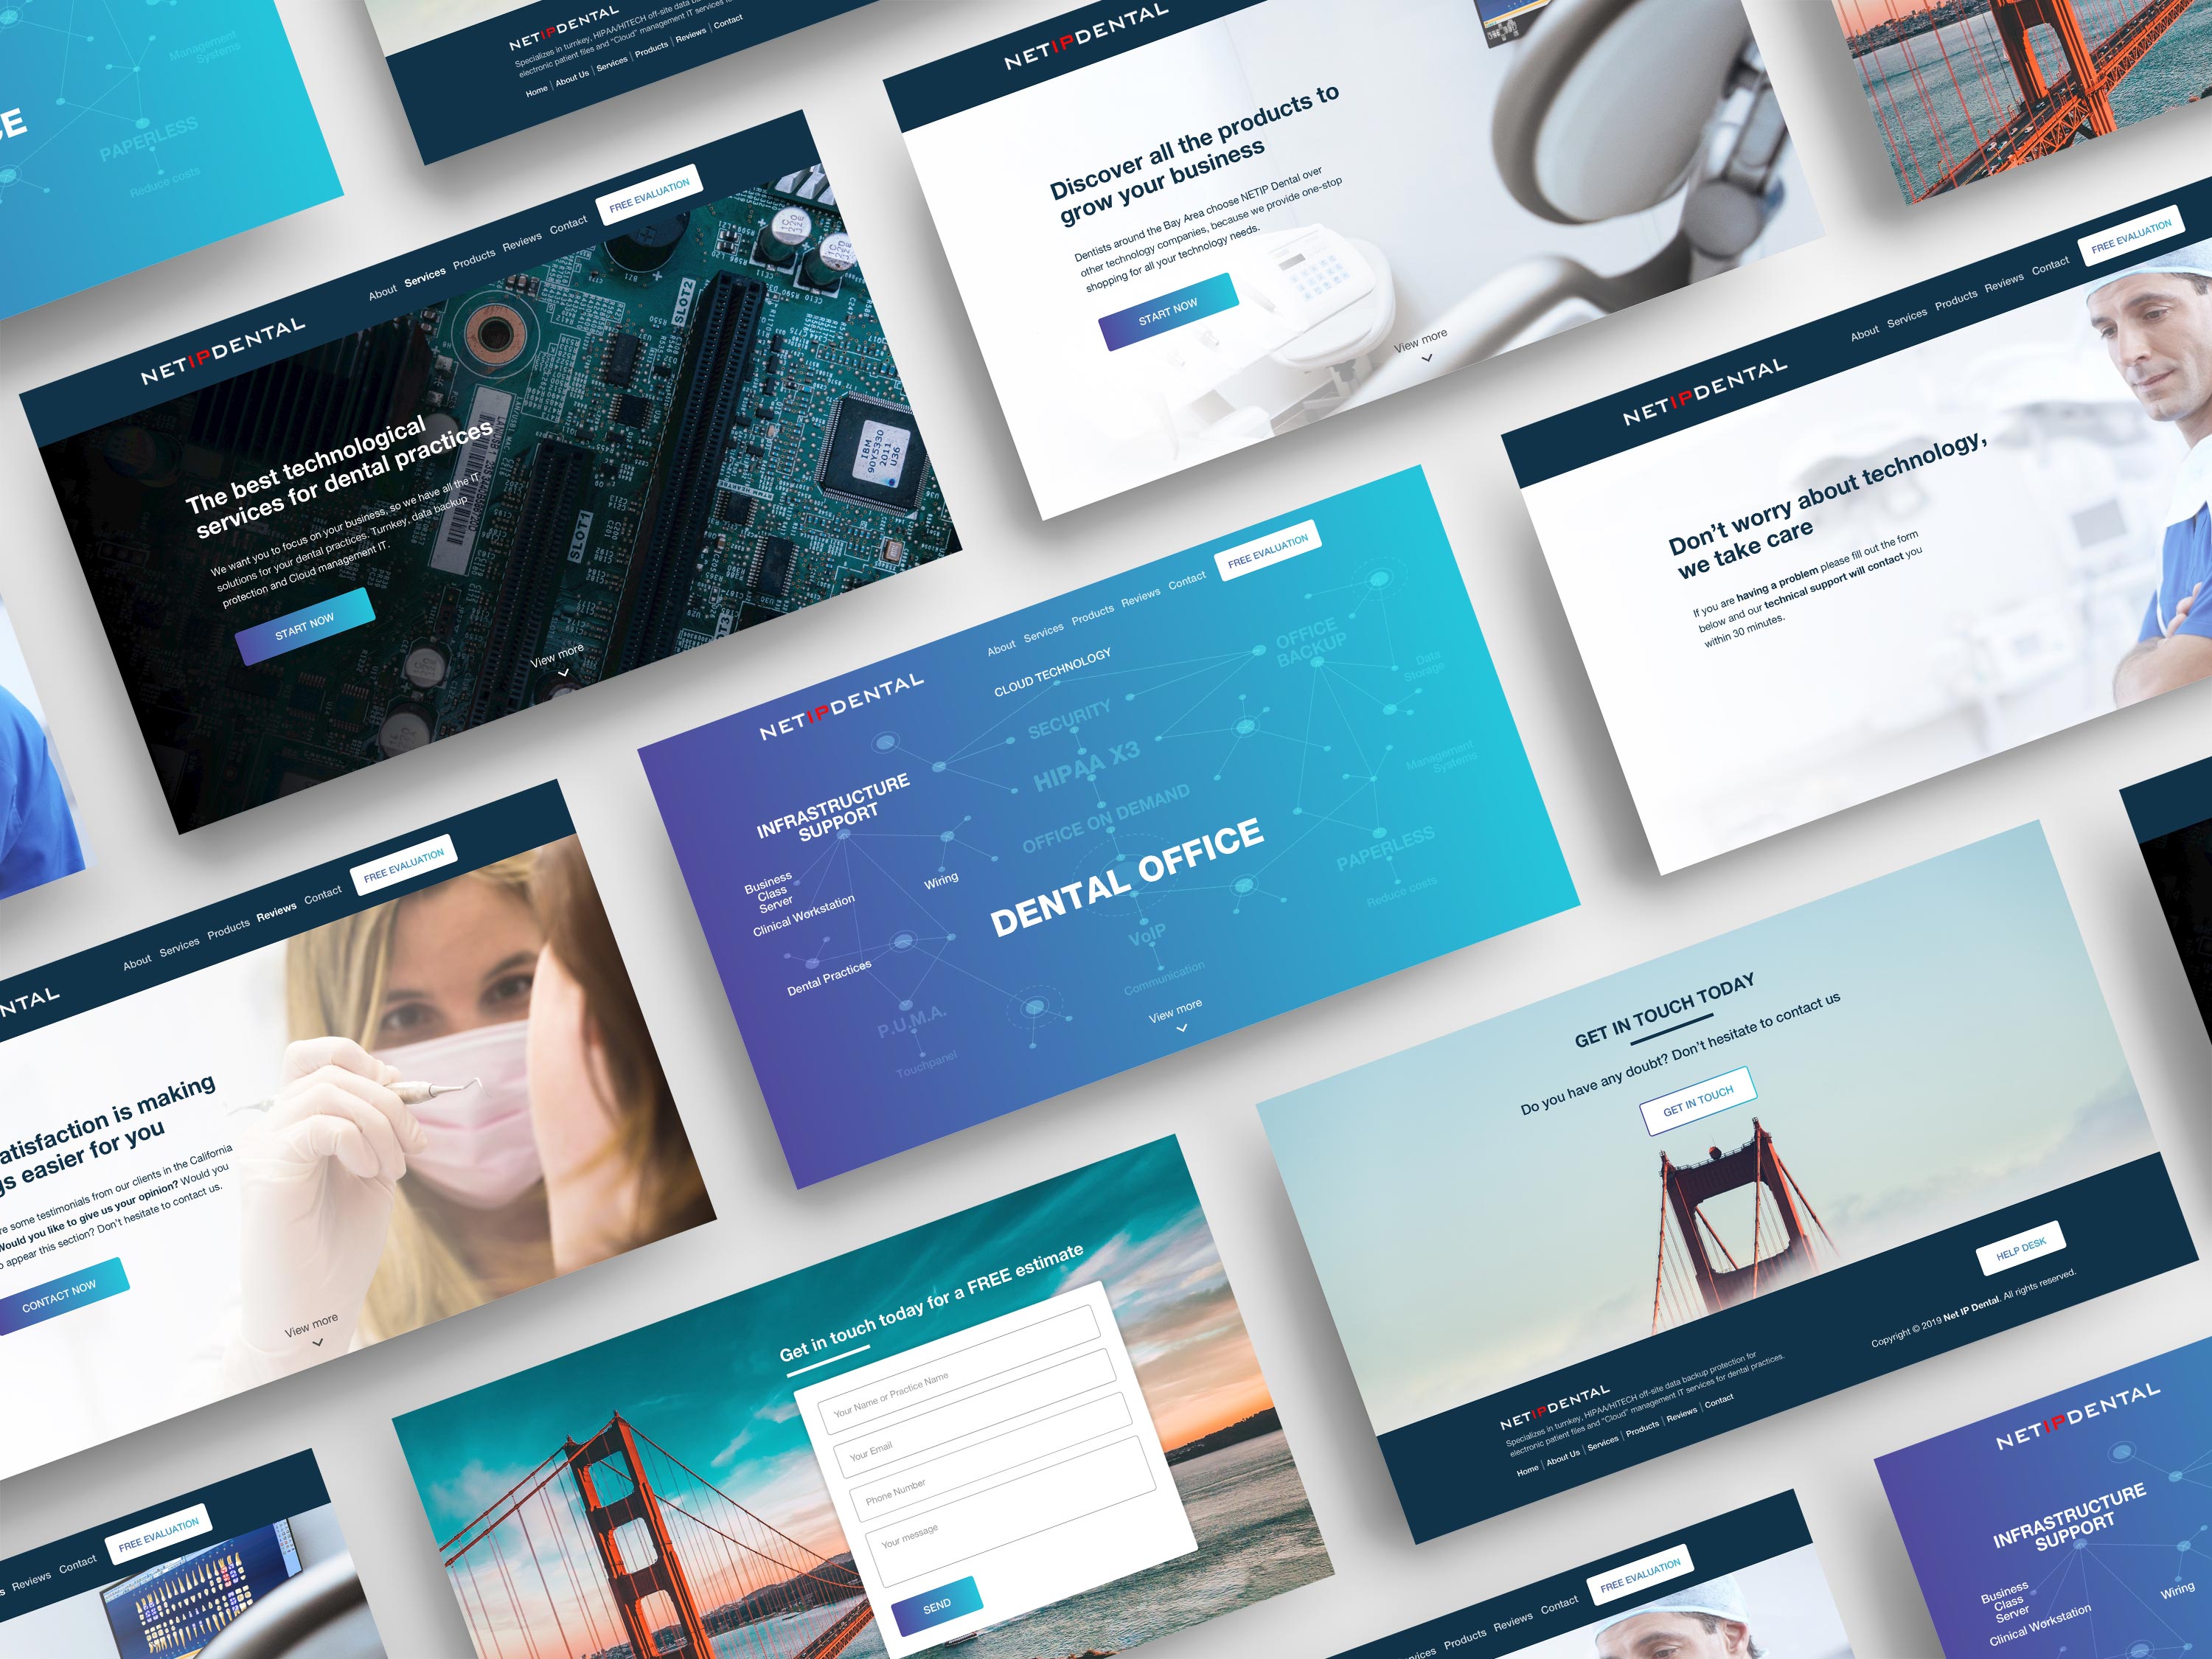 Management
Systems
PAPERLESS
Reduce costs
CE
NETIPDENTAL
Specializes in turnkey, HIPAA/HITECH off-site data
electronic patient files and "Cloud" management IT services
Home | About Us | Services | Products | Reviews | Contact
NETIPDENTAL
Discover all the products to
grow your business
Dentists around the Bay Area choose NETIP Dental over
other technology companies, because we provide one-stop
shopping for all your technology needs.
START NOW
View more
NETIPDENTAL
About Services Products Reviews Contact
FREE EVALUATION
The best technological
services for dental practices
We want you to focus on your business, so we have all the IT
solutions for your dental practices. Turnkey, data backup
protection and Cloud management IT.
START NOW
View more
SLOT2
SLOT1
IBM
90Y5330
2011
U36
NETIPDENTAL
About Services Products Reviews Contact
FREE EVALUATION
Don't worry about technology,
we take care
If you are having a problem please fill out the form
below and our technical support will contact you
within 30 minutes.
NETIPDENTAL
About Services Products Reviews Contact
FREE EVALUATION
CLOUD TECHNOLOGY
OFFICE
BACKUP
Data
Storage
SECURITY
HIPAA X3
Management
Systems
INFRASTRUCTURE
SUPPORT
OFFICE ON DEMAND
DENTAL OFFICE
PAPERLESS
Reduce costs
Business
Class
Server
Wiring
Clinical Workstation
Dental Practices
VoIP
Communication
P.U.M.A.
Touchpanel
View more
NTAL
About Services Products Reviews Contact
FREE EVALUATION
atisfaction is making
gs easier for you
re some testimonials from our clients in the California
Would you like to give us your opinion? Would you
o appear this section? Don't hesitate to contact us.
CONTACT NOW
View more
GET IN TOUCH TODAY
Do you have any doubt? Don't hesitate to contact us
GET IN TOUCH
HELP DESK
Copyright © 2019 Net IP Dental. All rights reserved.
NETIPDENTAL
Specializes in turnkey, HIPAA/HITECH off-site data backup protection for
electronic patient files and "Cloud" management IT services for dental practices.
Home | About Us | Services | Products | Reviews | Contact
Get in touch today for a FREE estimate
Your Name or Practice Name
Your Email
Phone Number
Your message
SEND
s Reviews Contact
FREE EVALUATION
rvices Products Reviews Contact
FREE EVALUATION
NETIPDENTAL
INFRASTRUCTURE
SUPPORT
Business
Class
Server
Wiring
Clinical Workstation